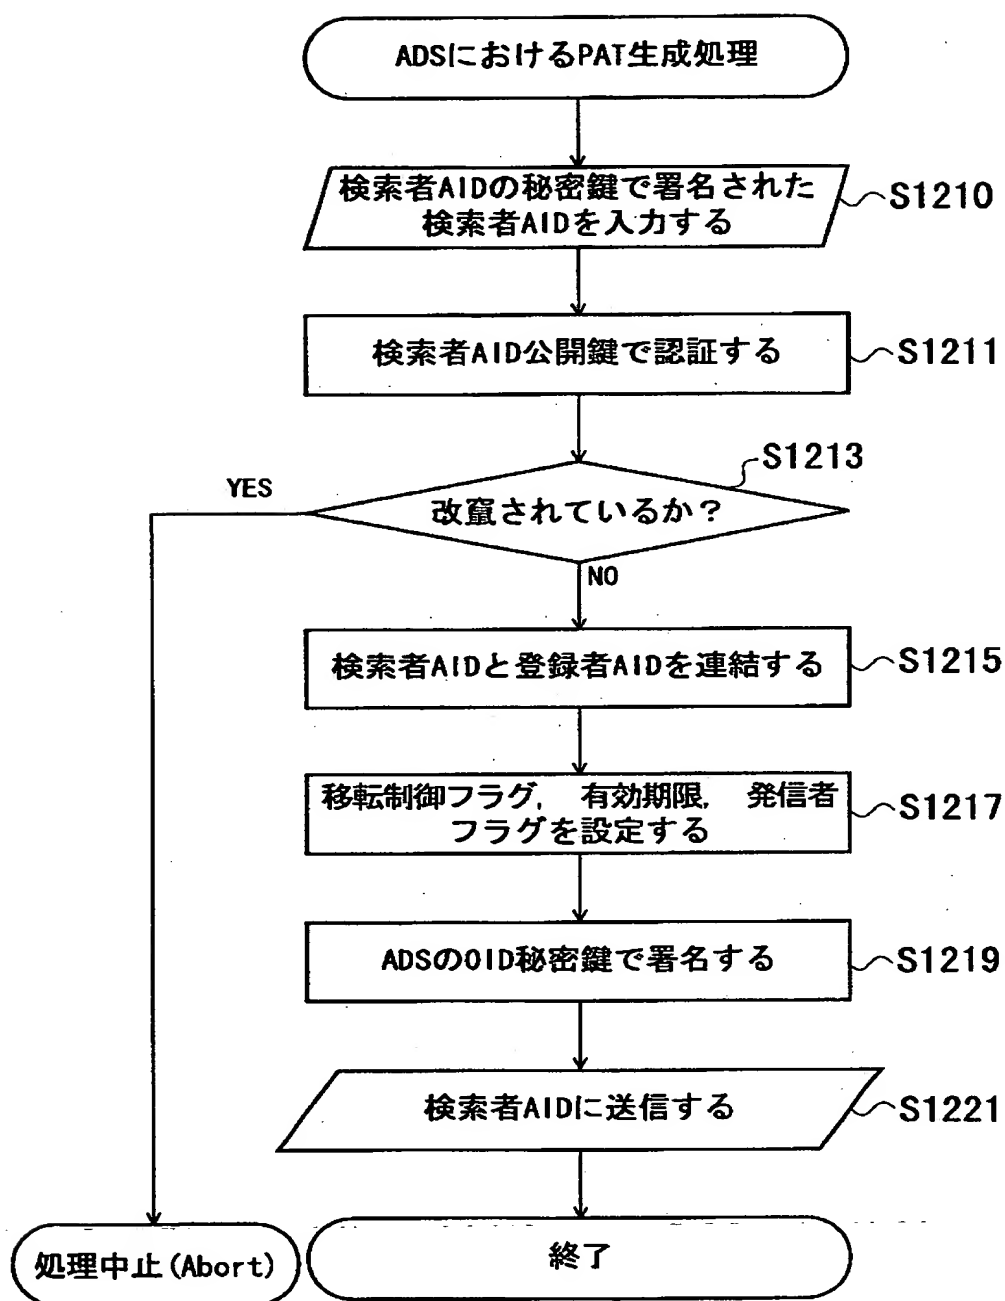 ADSにおけるPAT生成処理
検索者AIDの秘密鍵で署名された
検索者AIDを入力する
S1210
検索者AID公開鍵で認証する
S1211
S1213
YES
改竄されているか？
NO
検索者AIDと登録者AIDを連結する
S1215
移転制御フラグ, 有効期限, 発信者
フラグを設定する
S1217
ADSのOID秘密鍵で署名する
S1219
検索者AIDに送信する
S1221
処理中止(Abort)
終了